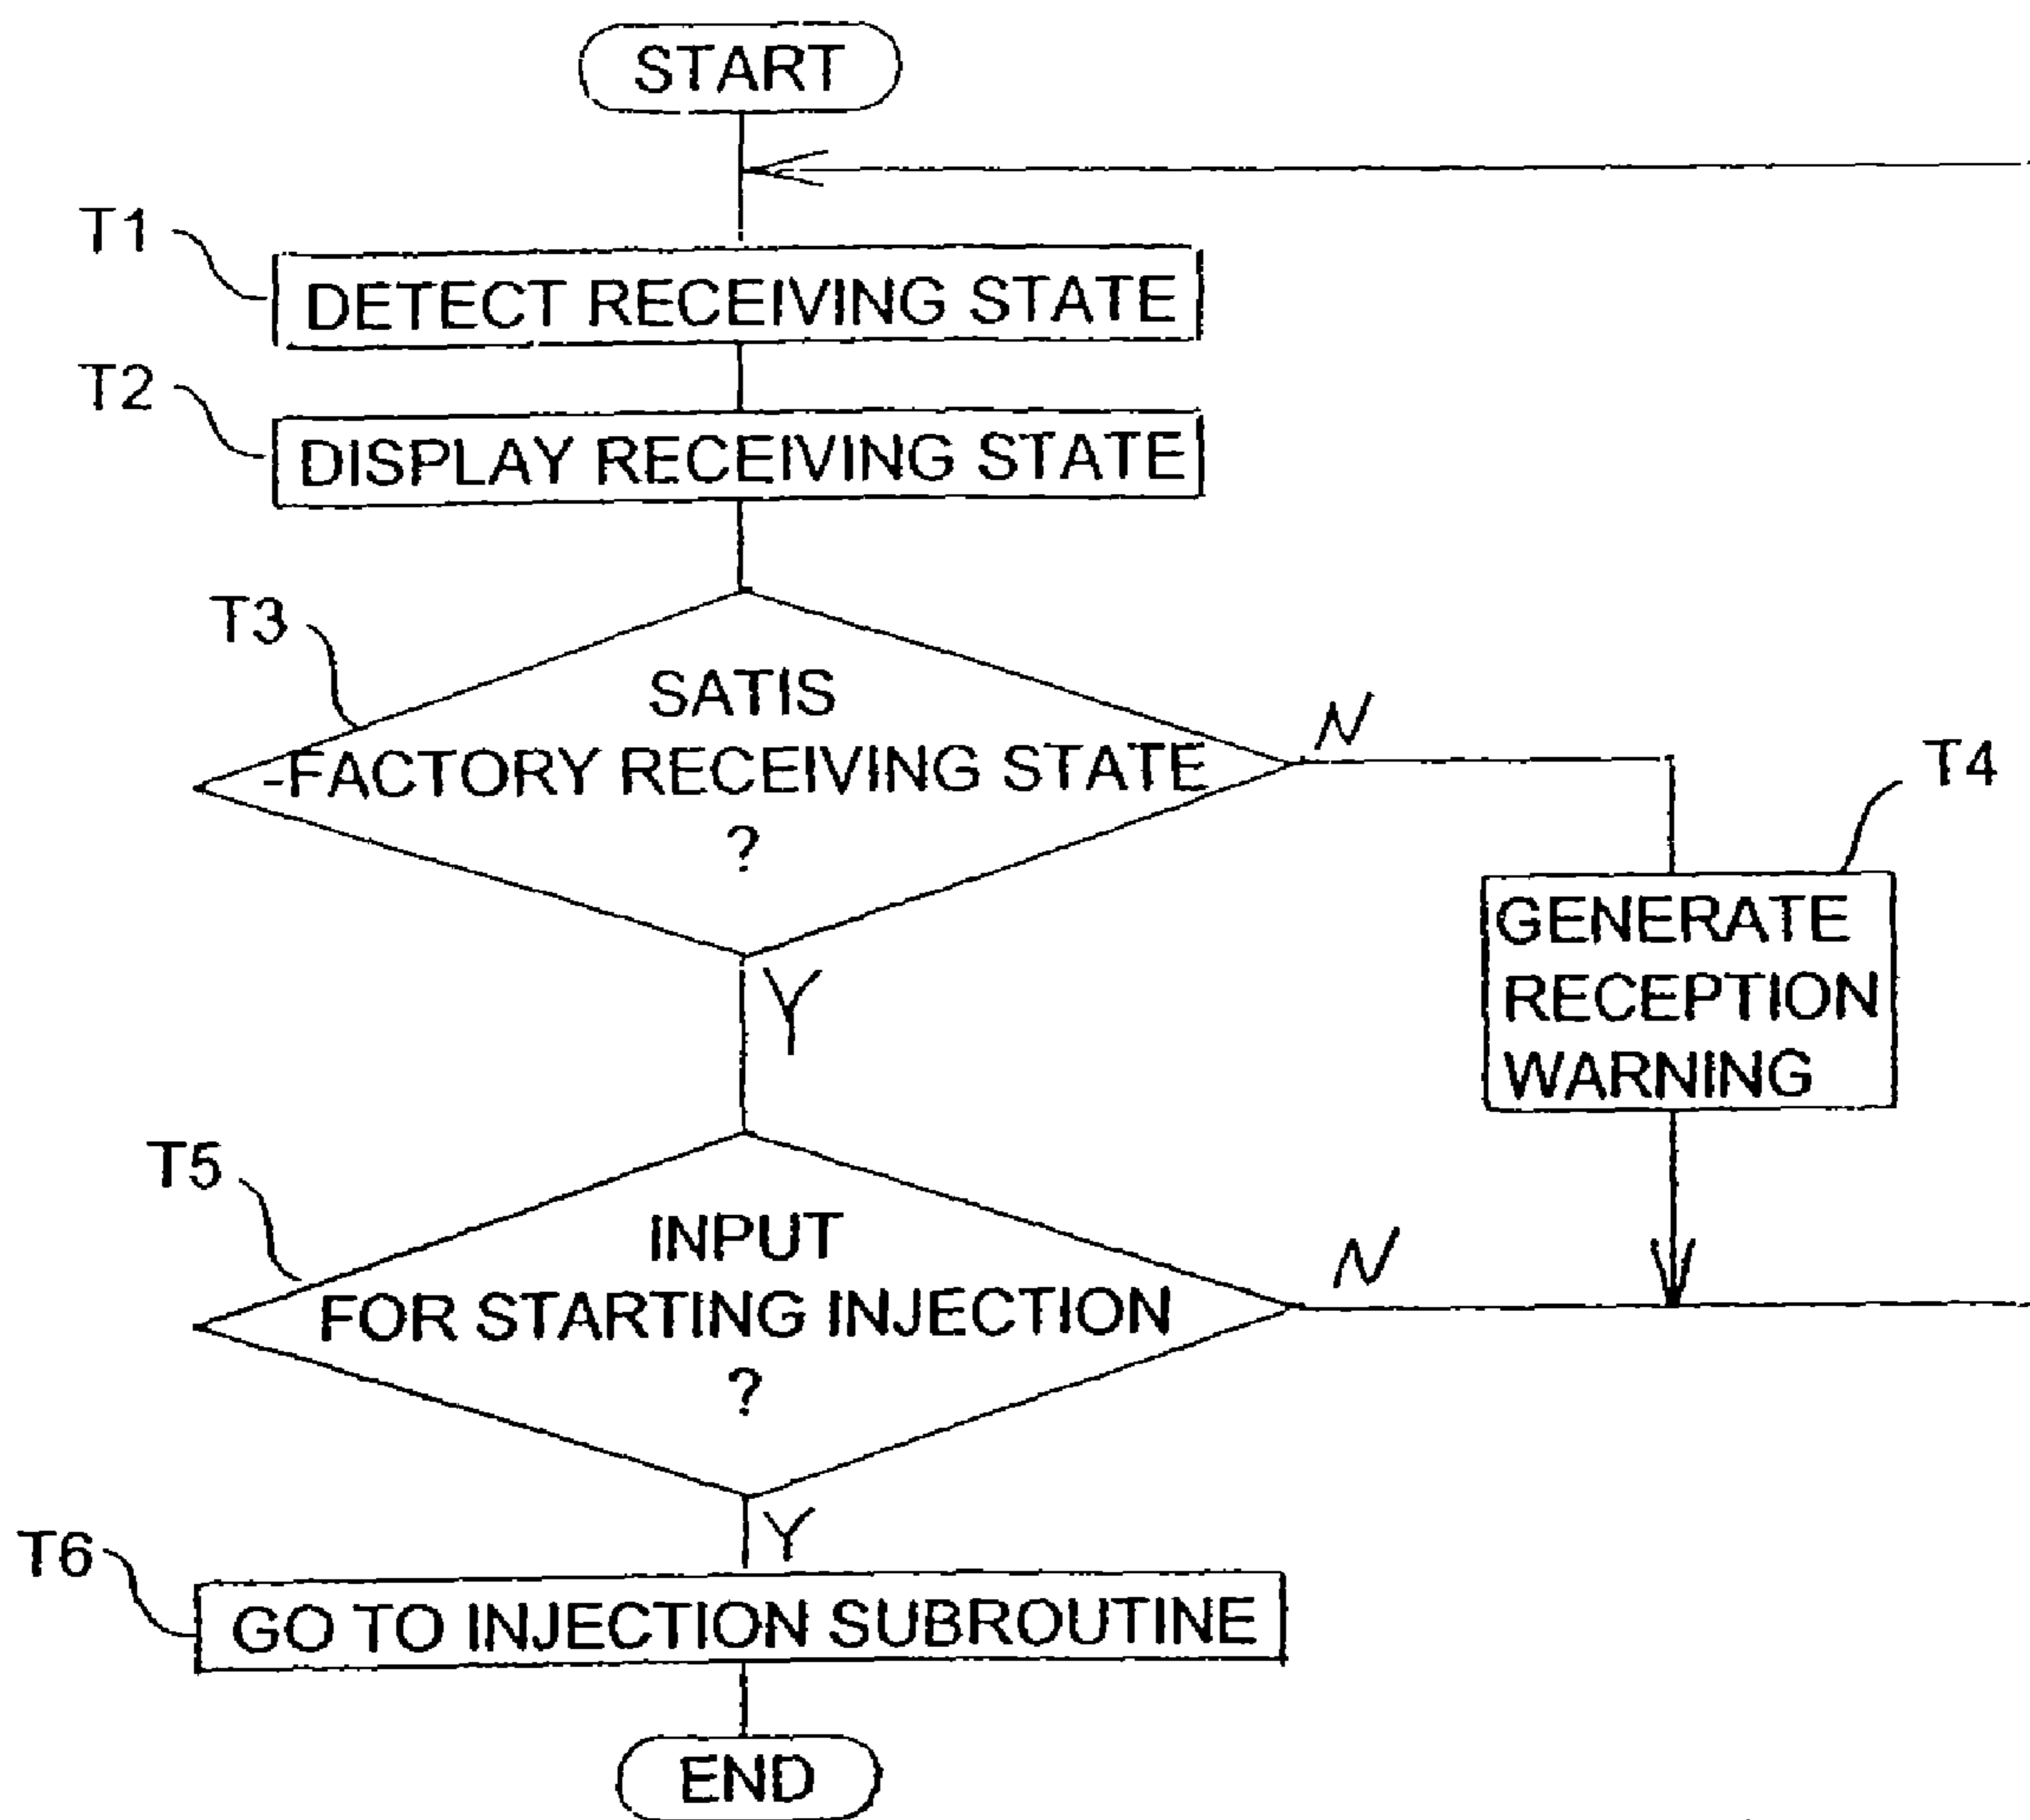 START
T1
DETECT RECEIVING STATE
T2
DISPLAY RECEIVING STATE
T3
SATIS
-FACTORY RECEIVING STATE
?
N
T4
GENERATE
RECEPTION
WARNING
Y
T5
INPUT
FOR STARTING INJECTION
?
N
Y
T6
GO TO INJECTION SUBROUTINE
END